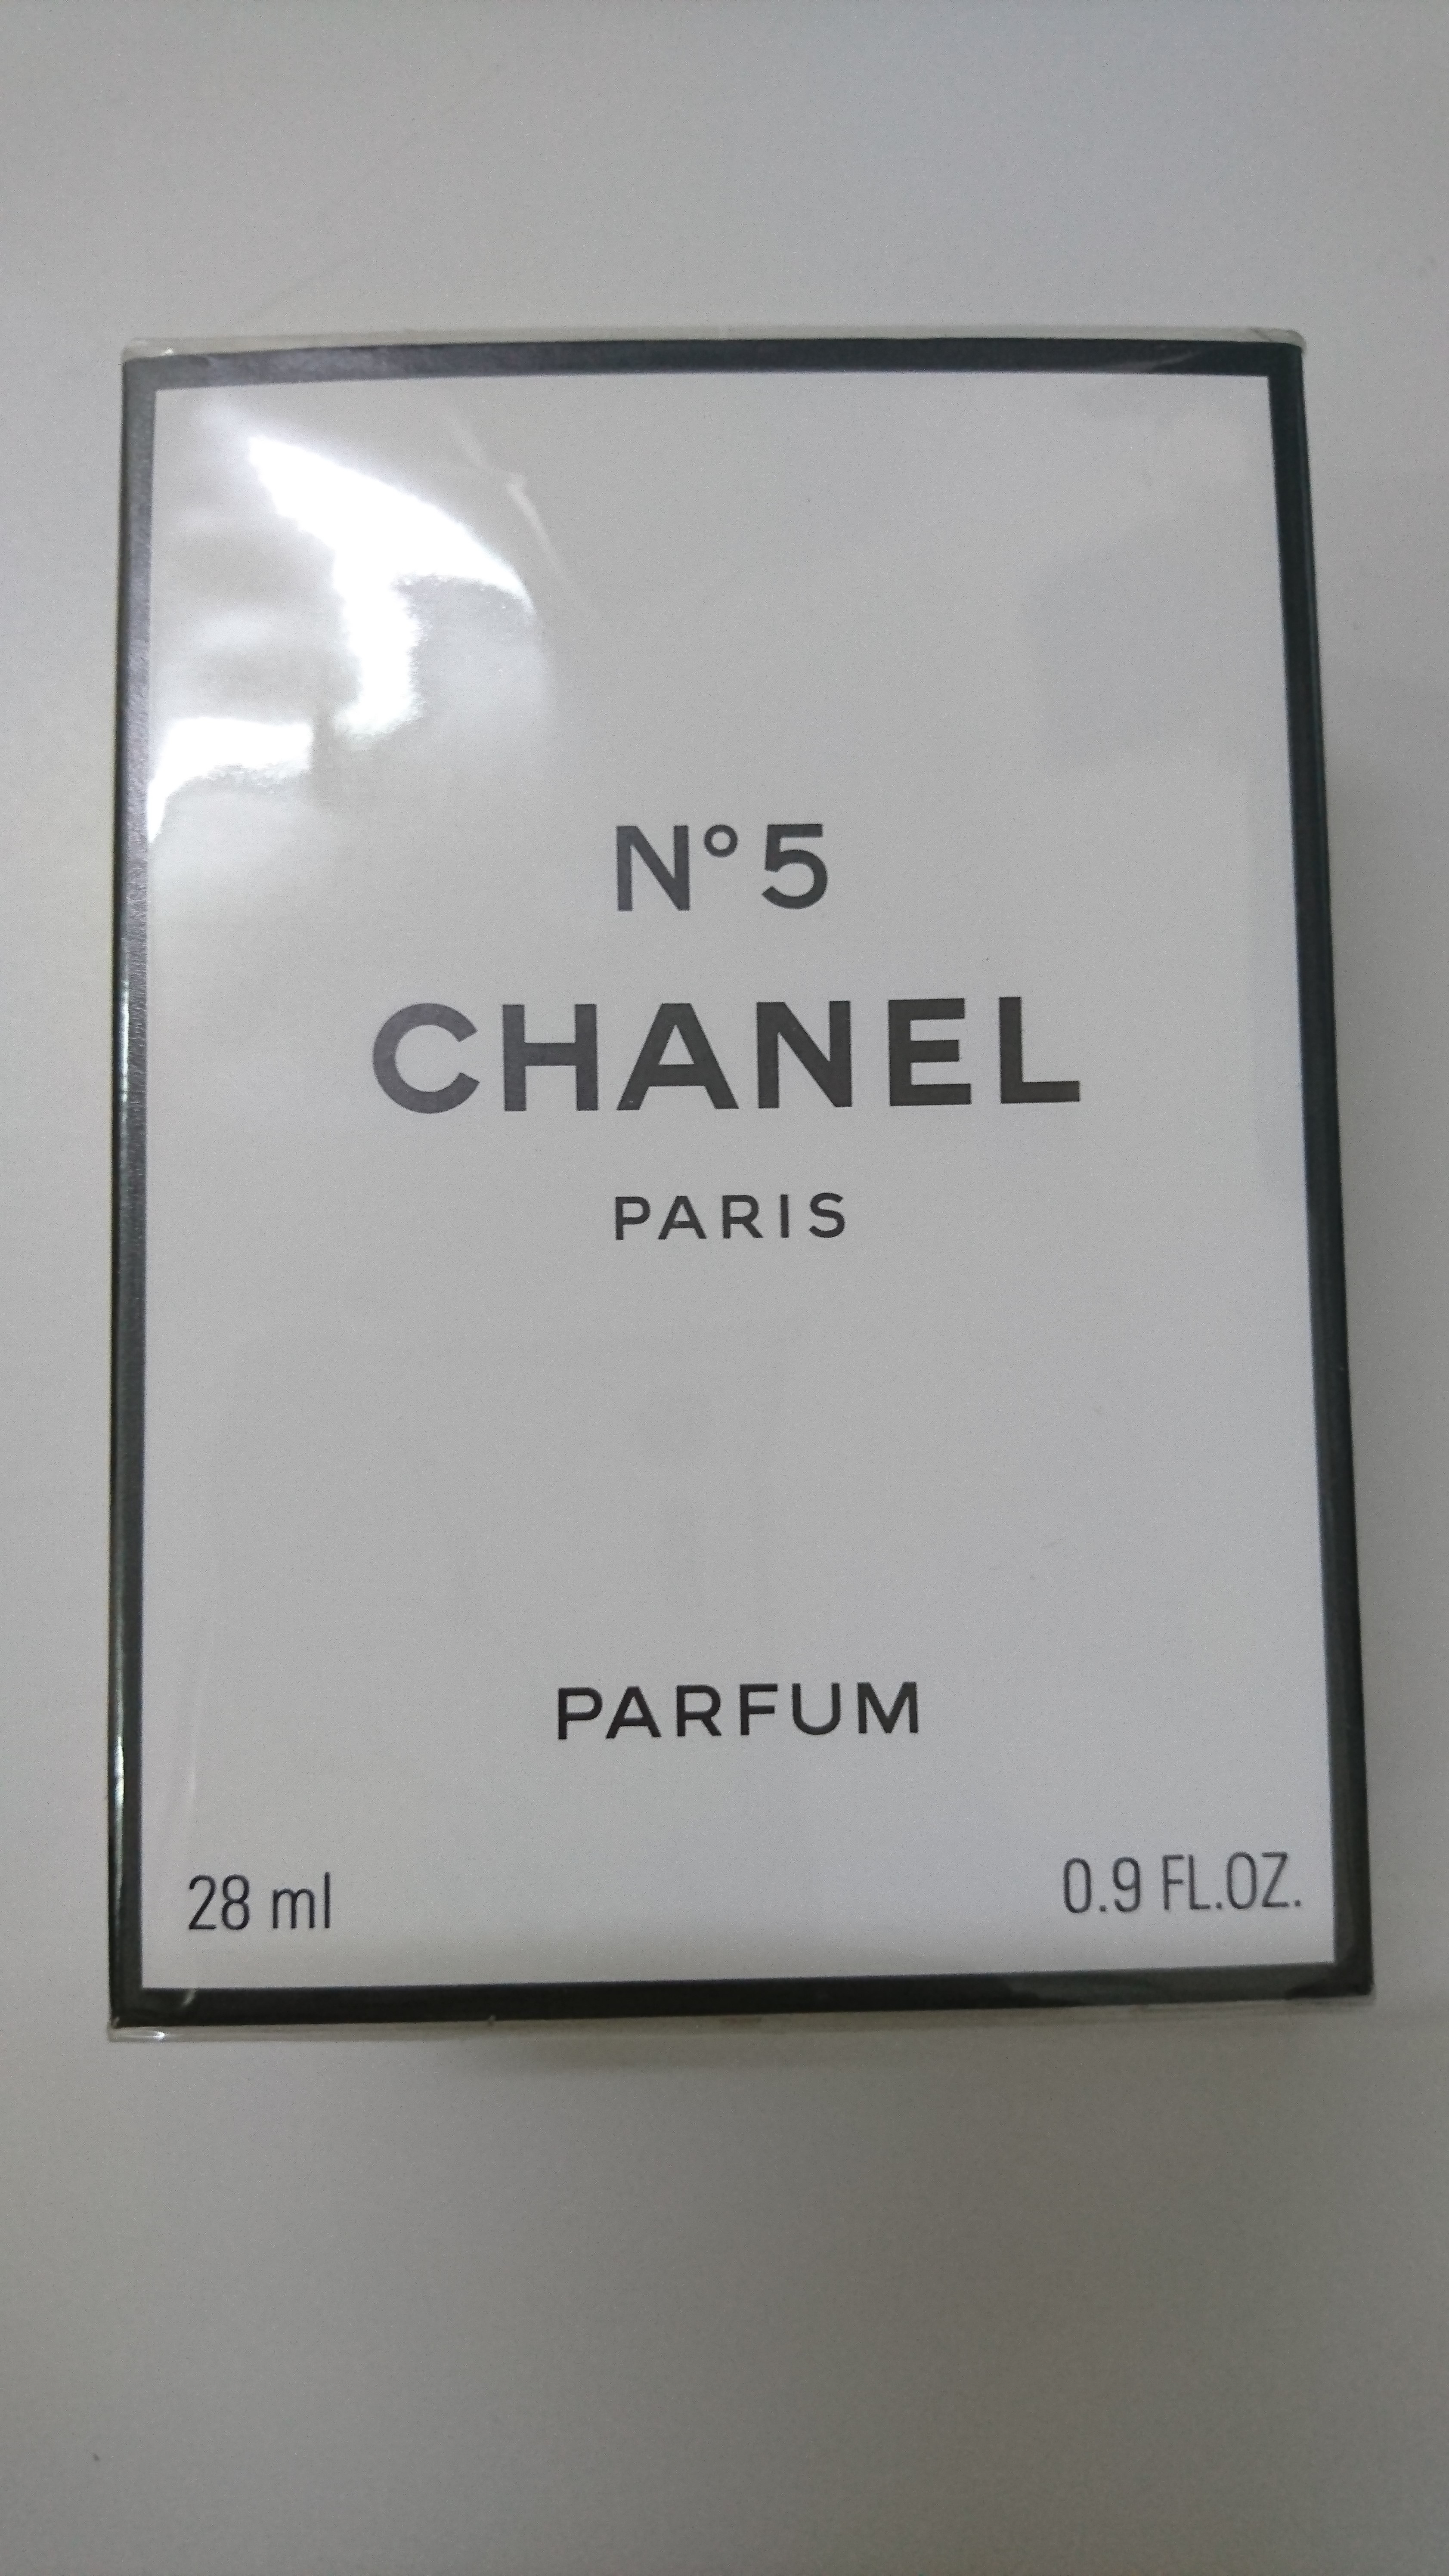 N°5
CHANEL
PARIS
PARFUM
28 ml
0.9 FL.OZ.